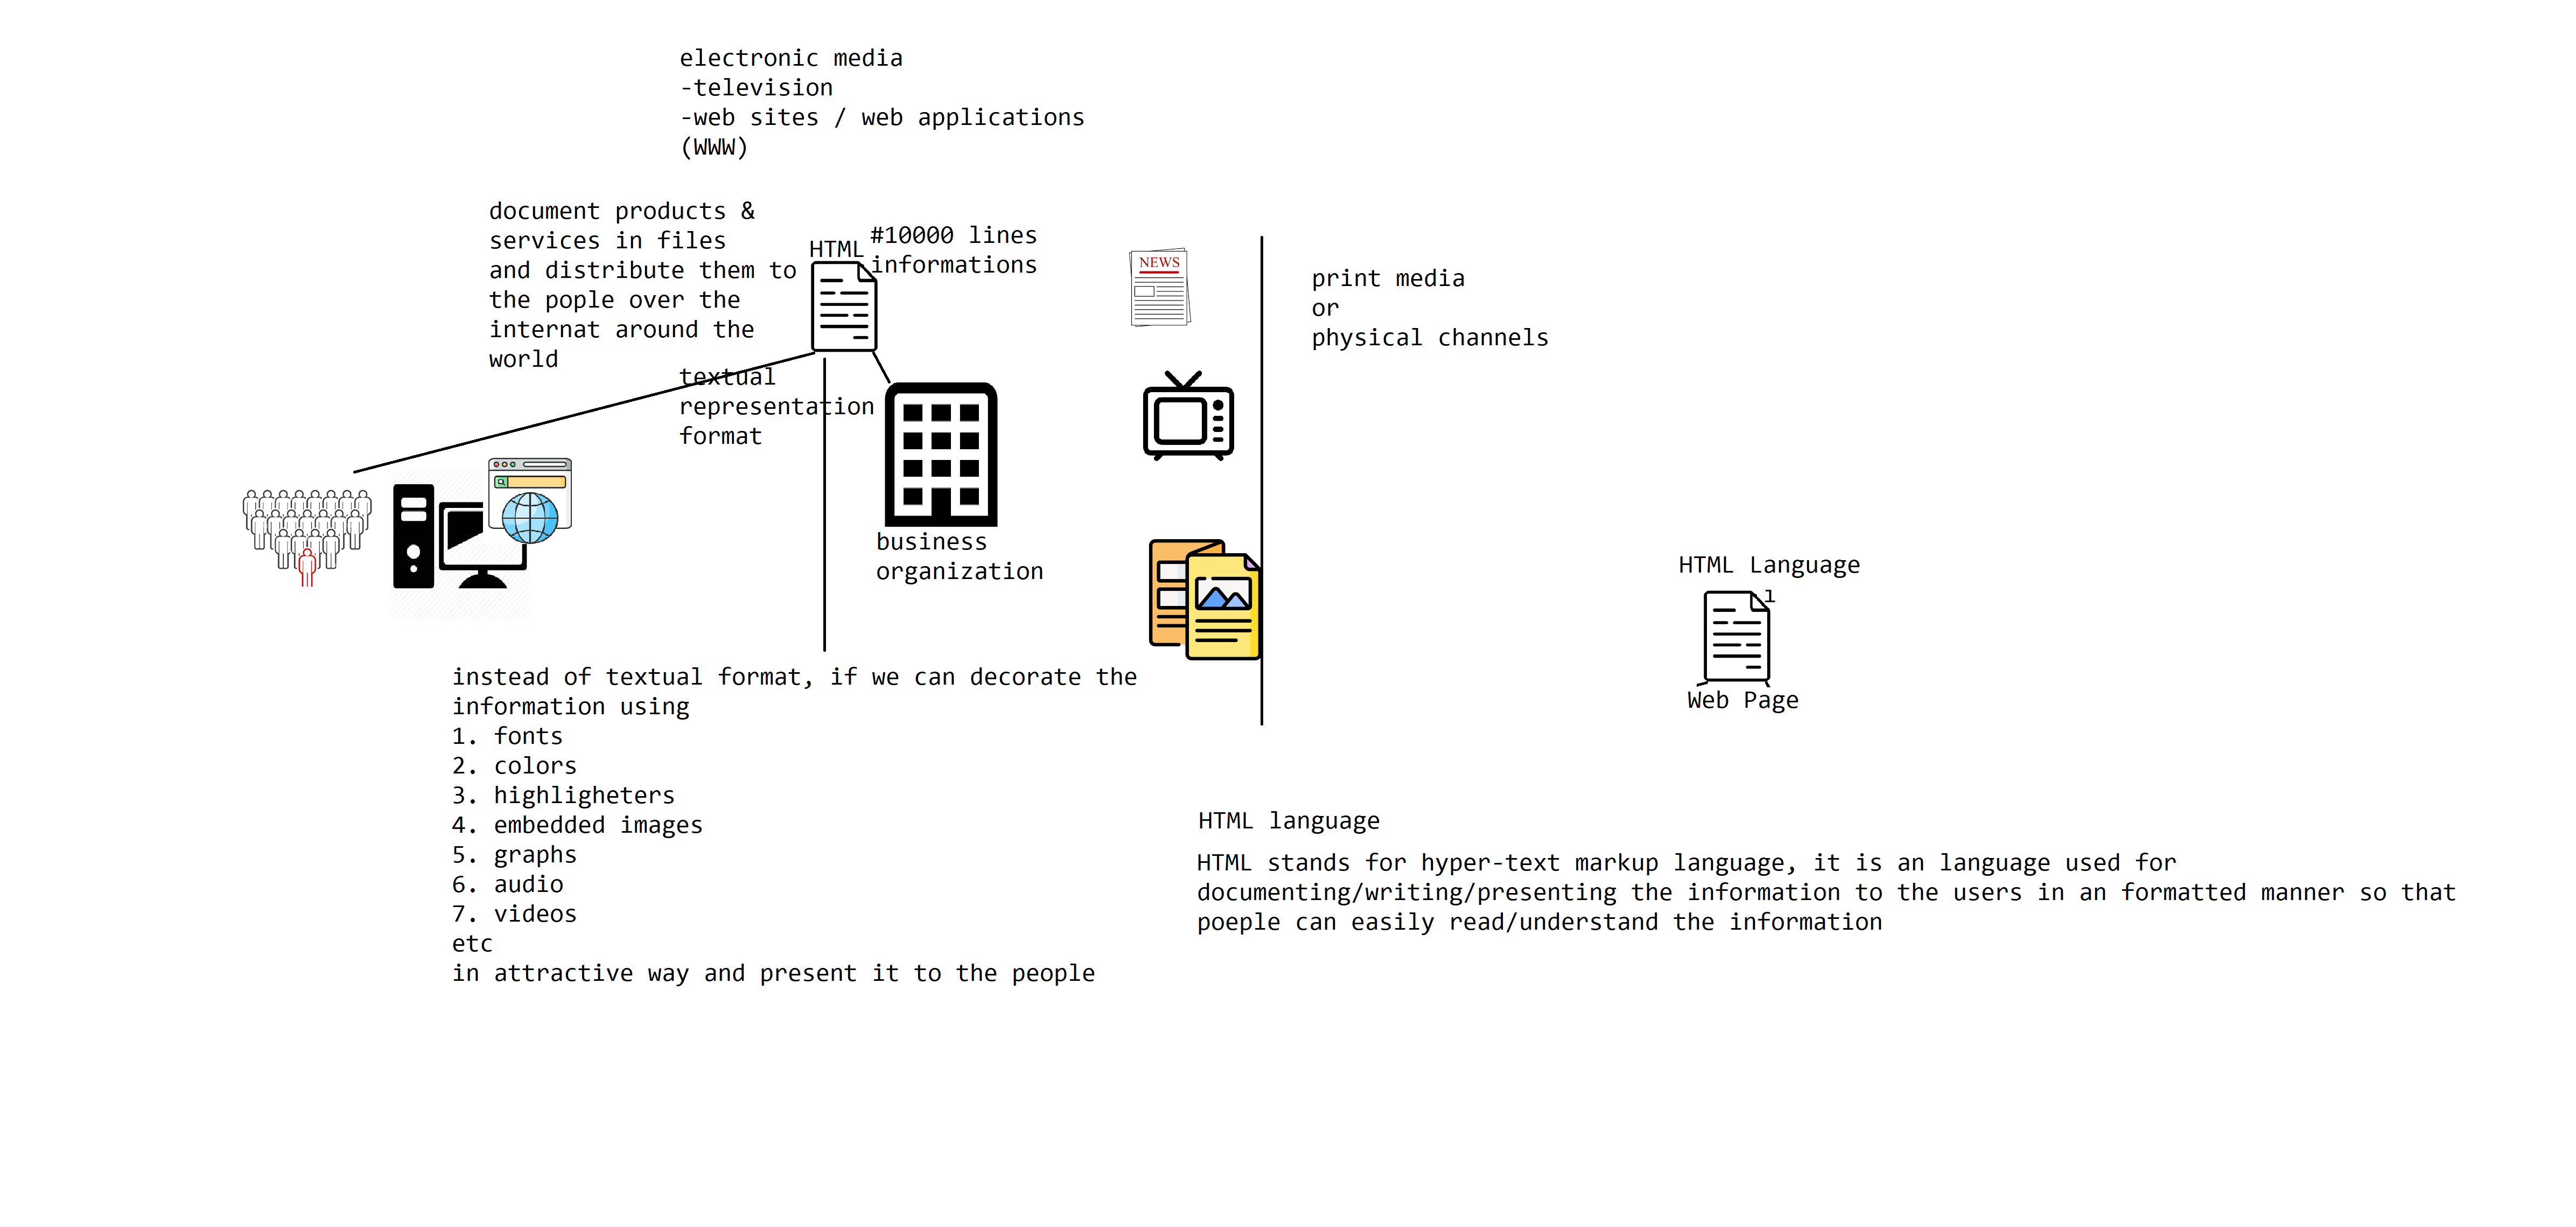 electronic media
-television
-web sites / web applications
(WWW)
document products &
services in files
and distribute them to
the pople over the
internat around the
world
HTML
#10000 lines
informations
textual
representation
format
business
organization
NEWS
print media
or
physical channels
HTML Language
Web Page
instead of textual format, if we can decorate the
information using
1. fonts
2. colors
3. highligheters
4. embedded images
5. graphs
6. audio
7. videos
etc
in attractive way and present it to the people
HTML language
HTML stands for hyper-text markup language, it is an language used for
documenting/writing/presenting the information to the users in an formatted manner so that
poeple can easily read/understand the information